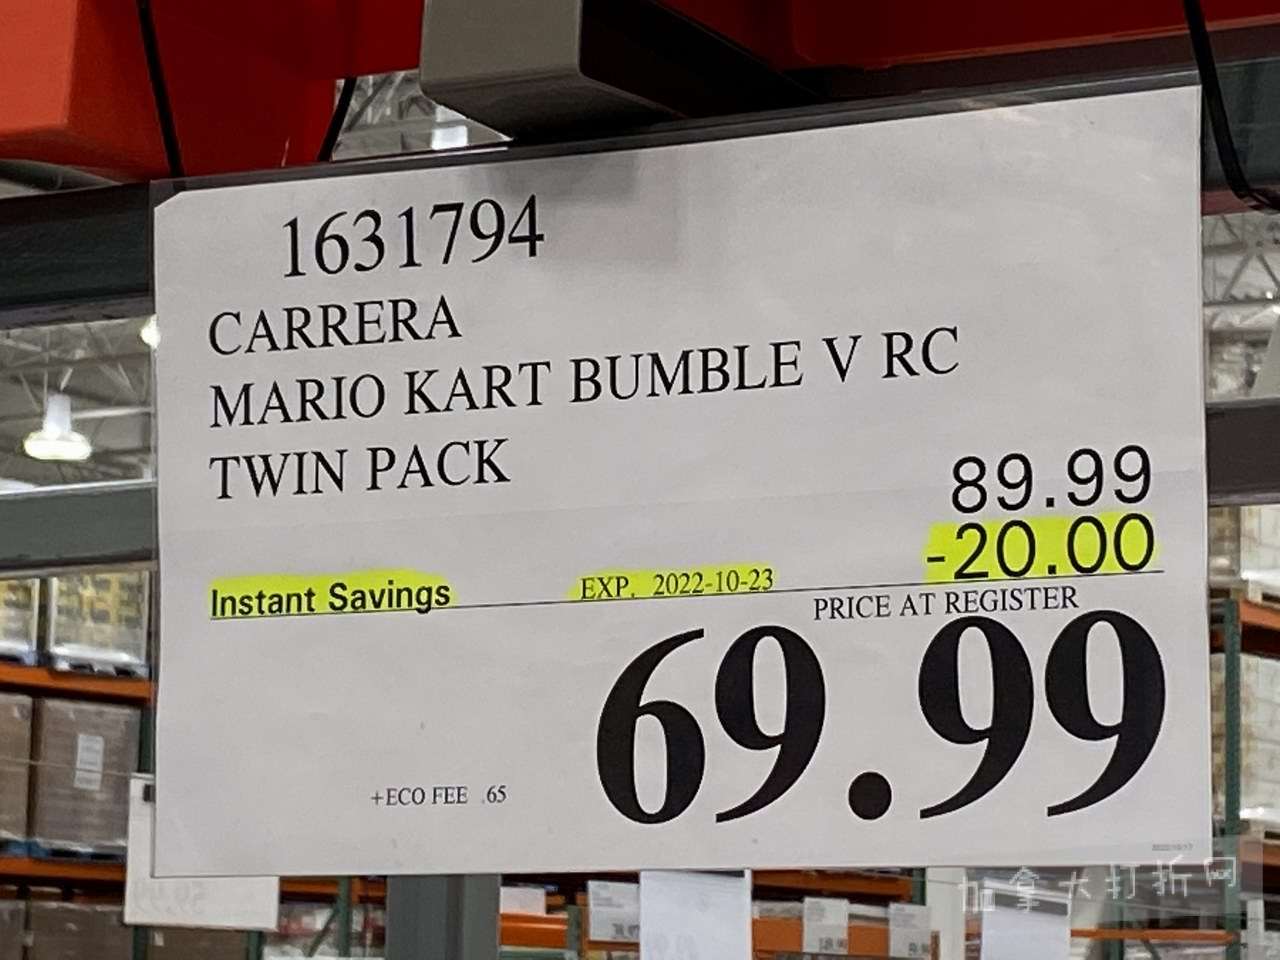 1631794
CARRERA
MARIO KART BUMBLE V RC
TWIN PACK
89.99
Instant Savings EXP. 2022-10-23 -20.00
PRICE AT REGISTER
69.99
+ECO FEE .65
加拿大打折网